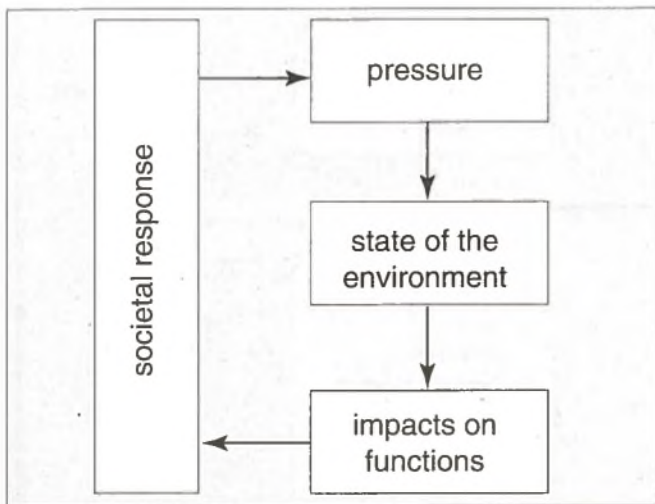 societal response
pressure
state of the
environment
impacts on
functions